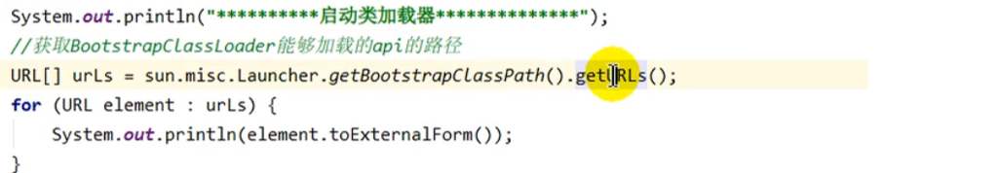 System.out.println("**********启动类加载器**************");
//获取BootstrapClassLoader能够加载的api的路径
URL[] urLs = sun.misc.Launcher.getBootstrapClassPath().getURLs();
for (URL element : urLs) {
System.out.println(element.toExternalForm());
}